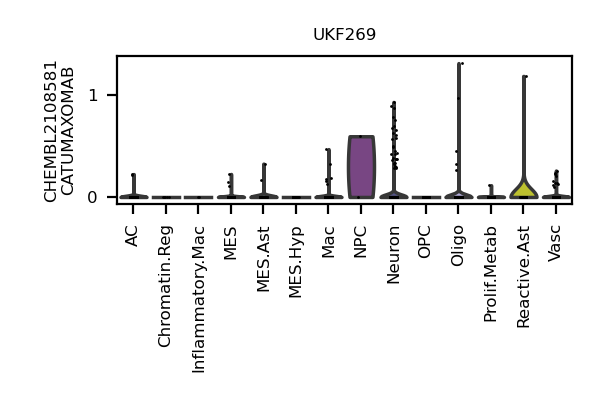 UKF269
CHEMBL2108581
CATUMAXOMAB
1
0
AC
Chromatin.Reg
Inflammatory.Mac
MES
MES.Ast
MES.Hyp
Mac
NPC
Neuron
OPC
Oligo
Prolif.Metab
Reactive.Ast
Vasc